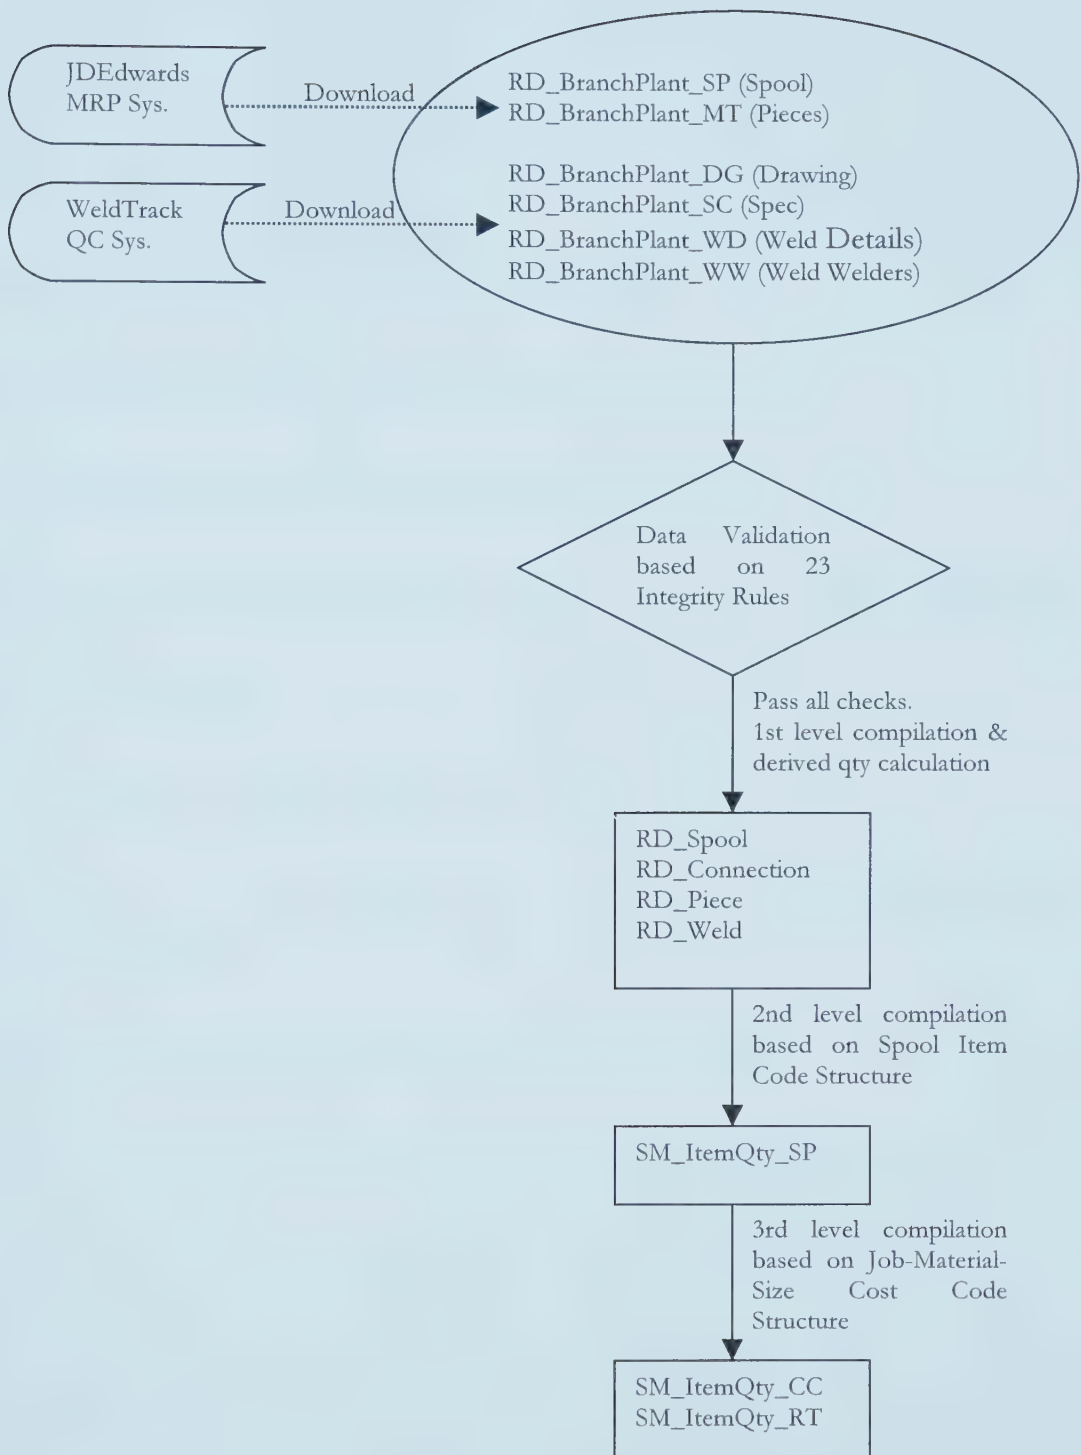 JDEdwards
MRP Sys.
Download
RD_BranchPlant_SP (Spool)
RD_BranchPlant_MT (Pieces)
WeldTrack
QC Sys.
Download
RD_BranchPlant_DG (Drawing)
RD_BranchPlant_SC (Spec)
RD_BranchPlant_WD (Weld Details)
RD_BranchPlant_WW (Weld Welders)
Data Validation
based on 23
Integrity Rules
Pass all checks.
1st level compilation &
derived qty calculation
RD_Spool
RD_Connection
RD_Piece
RD_Weld
2nd level compilation
based on Spool Item
Code Structure
SM_ItemQty_SP
3rd level compilation
based on Job-Material-
Size Cost Code
Structure
SM_ItemQty_CC
SM_ItemQty_RT